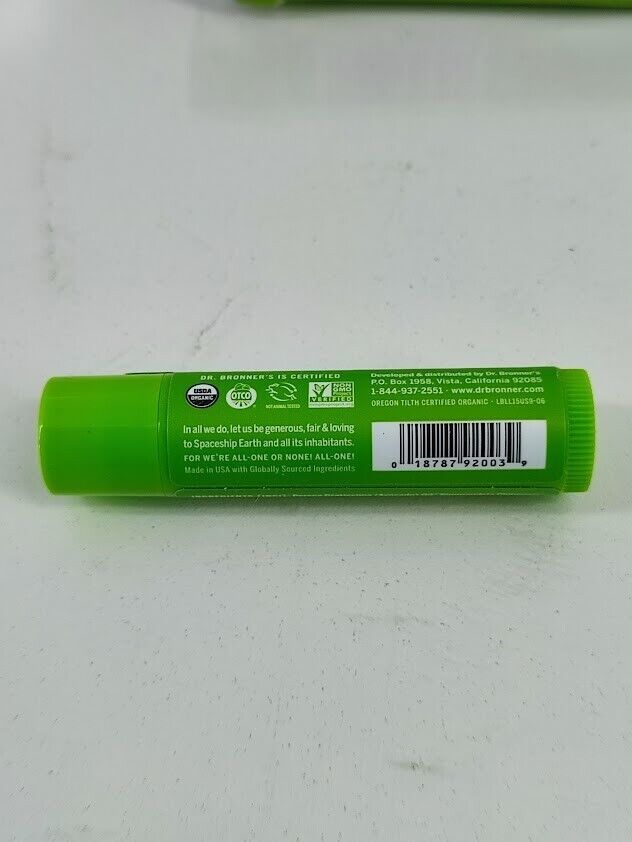 DR. BRONNER'S IS CERTIFIED
USDA
ORGANIC
OTCO
NOT ANIMAL TESTED
NON
GMO
VERIFIED
In all we do, let us be generous, fair & loving
to Spaceship Earth and all its inhabitants.
FOR WE'RE ALL-ONE OR NONE! ALL-ONE!
Made in USA with Globally Sourced Ingredients
Developed & distributed by Dr. Bronner's
P.O. Box 1958, Vista, California 92085
1-844-937-2551 · www.drbronner.com
OREGON TILTH CERTIFIED ORGANIC · LBLL15US9-06
0 18787 92003 9